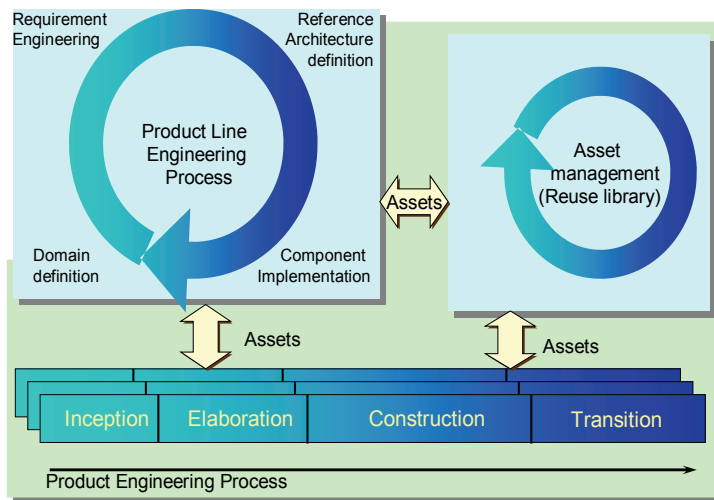 Requirement
Engineering
Reference
Architecture
definition
Product Line
Engineering
Process
Domain
definition
Component
Implementation
Assets
Asset
management
(Reuse library)
Assets
Assets
Inception
Elaboration
Construction
Transition
Product Engineering Process